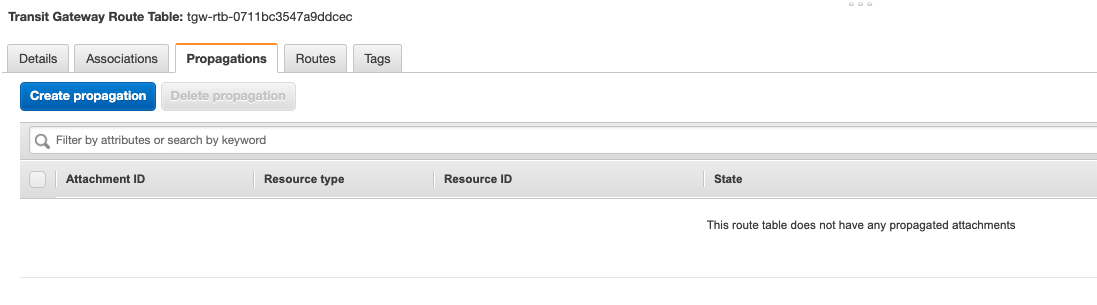 Transit Gateway Route Table: tgw-rtb-0711bc3547a9ddcec
Details Associations Propagations Routes Tags
Create propagation Delete propagation
Filter by attributes or search by keyword
Attachment ID Resource type Resource ID State
This route table does not have any propagated attachments